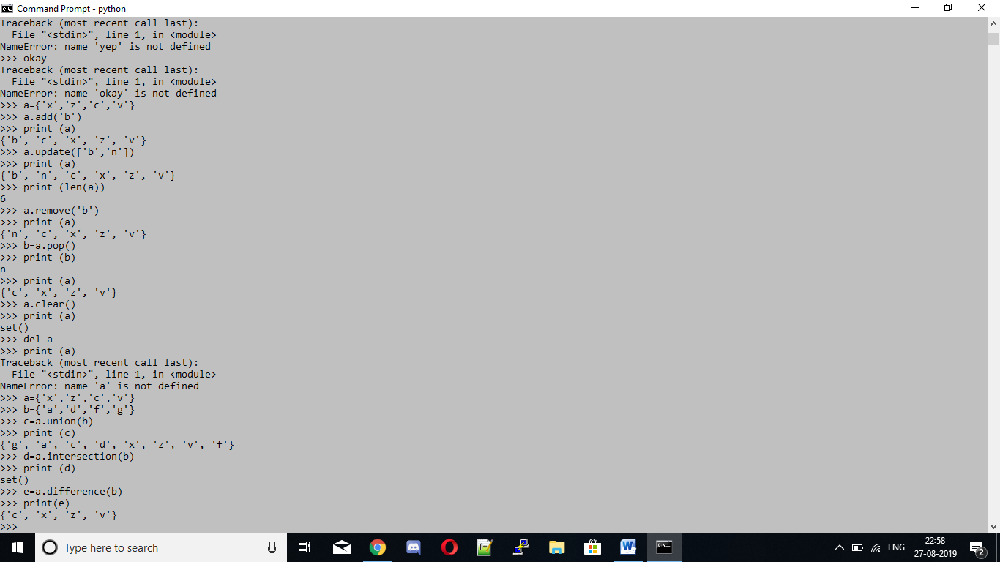 Command Prompt - python
Traceback (most recent call last):
  File "<stdin>", line 1, in <module>
NameError: name 'yep' is not defined
>>> okay
Traceback (most recent call last):
  File "<stdin>", line 1, in <module>
NameError: name 'okay' is not defined
>>> a={'x','z','c','v'}
>>> a.add('b')
>>> print (a)
{'b', 'c', 'x', 'z', 'v'}
>>> a.update(['b','n'])
>>> print (a)
{'b', 'n', 'c', 'x', 'z', 'v'}
>>> print (len(a))
6
>>> a.remove('b')
>>> print (a)
{'n', 'c', 'x', 'z', 'v'}
>>> b=a.pop()
>>> print (b)
n
>>> print (a)
{'c', 'x', 'z', 'v'}
>>> a.clear()
>>> print (a)
set()
>>> del a
>>> print (a)
Traceback (most recent call last):
  File "<stdin>", line 1, in <module>
NameError: name 'a' is not defined
>>> a={'x','z','c','v'}
>>> b={'a','d','f','g'}
>>> c=a.union(b)
>>> print (c)
{'g', 'a', 'c', 'd', 'x', 'z', 'v', 'f'}
>>> d=a.intersection(b)
>>> print (d)
set()
>>> e=a.difference(b)
>>> print(e)
{'c', 'x', 'z', 'v'}
>>>
Type here to search
ENG
22:58
27-08-2019
2